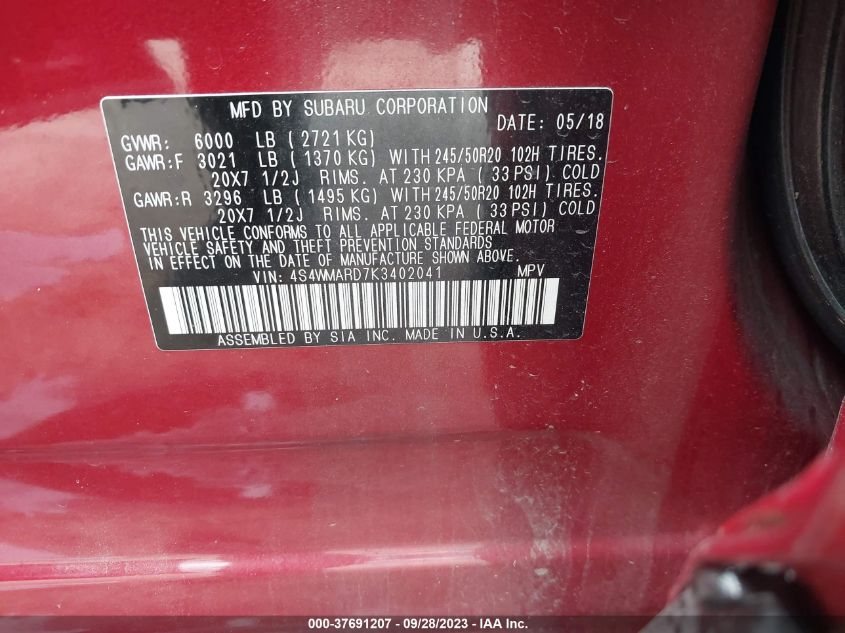 MFD BY SUBARU CORPORATION
DATE: 05/18
GVWR: 6000 LB ( 2721 KG)
GAWR:F 3021 LB ( 1370 KG) WITH 245/50R20 102H TIRES.
20X7 1/2J RIMS. AT 230 KPA ( 33 PSI) COLD
GAWR:R 3296 LB ( 1495 KG) WITH 245/50R20 102H TIRES.
20X7 1/2J RIMS. AT 230 KPA ( 33 PSI) COLD
THIS VEHICLE CONFORMS TO ALL APPLICABLE FEDERAL MOTOR
VEHICLE SAFETY AND THEFT PREVENTION STANDARDS
IN EFFECT ON THE DATE OF MANUFACTURE SHOWN ABOVE.
VIN: 4S4WMARD7K3402041 MPV
ASSEMBLED BY SIA INC. MADE IN U.S.A.
000-37691207 - 09/28/2023 - IAA Inc.